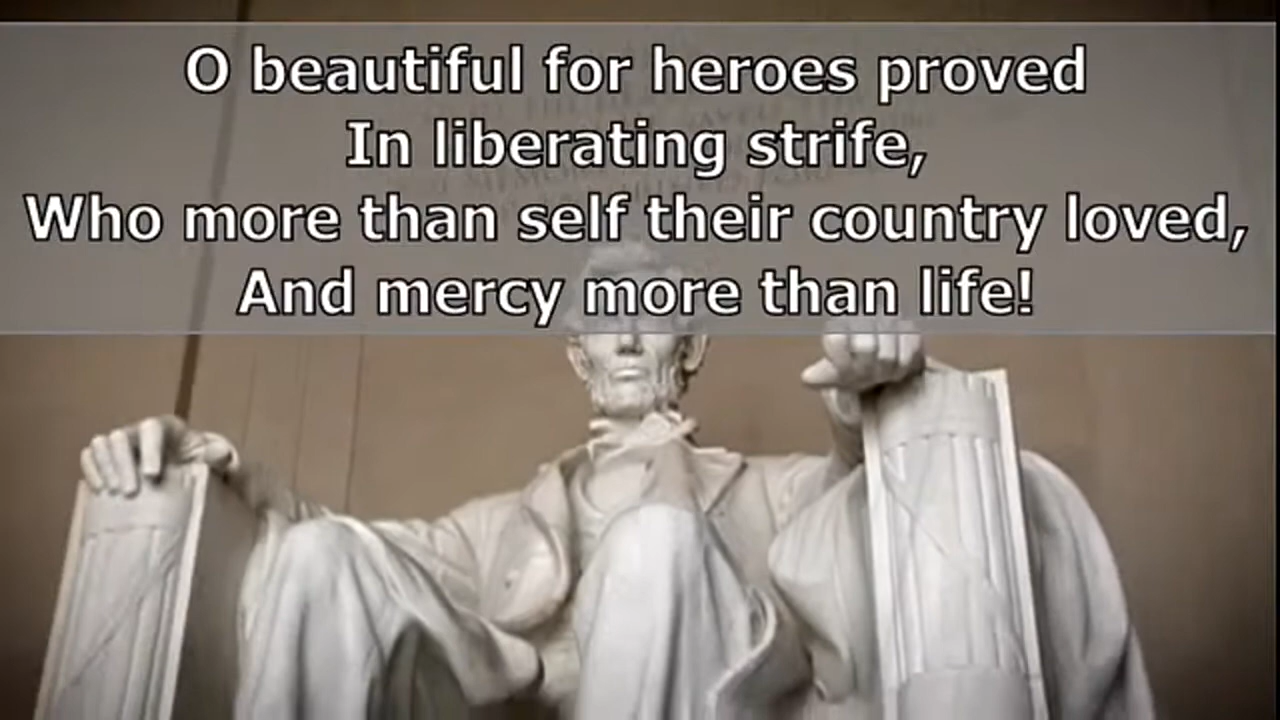 O beautiful for heroes proved
In liberating strife,
Who more than self their country loved,
And mercy more than life!